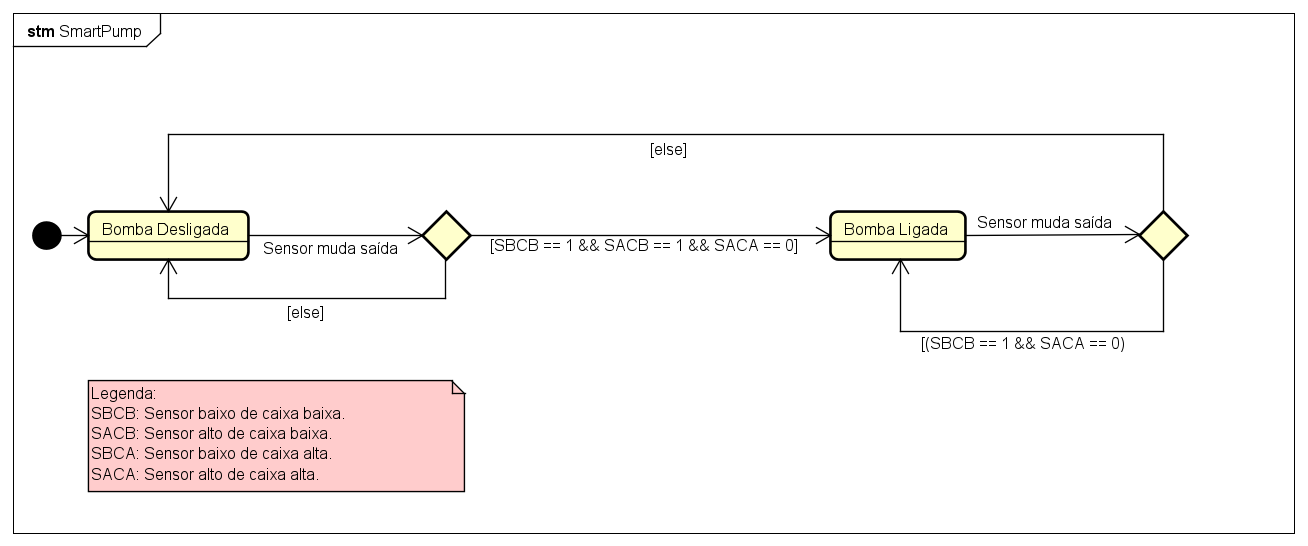 stm SmartPump
[else]
Bomba Desligada
Sensor muda saída
[SBCB == 1 && SACB == 1 && SACA == 0]
Bomba Ligada
Sensor muda saída
[else]
[(SBCB == 1 && SACA == 0)
Legenda:
SBCB: Sensor baixo de caixa baixa.
SACB: Sensor alto de caixa baixa.
SBCA: Sensor baixo de caixa alta.
SACA: Sensor alto de caixa alta.